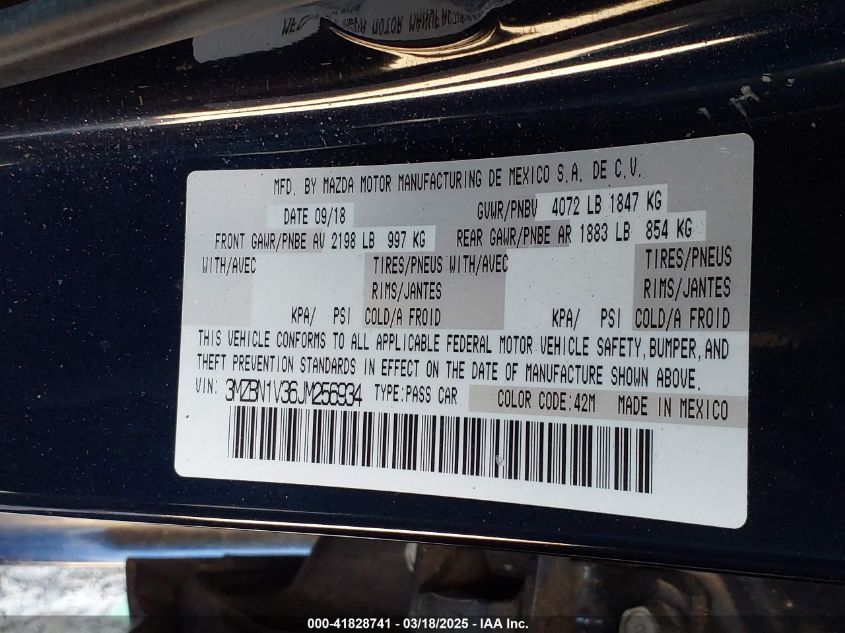 MFD. BY MAZDA MOTOR MANUFACTURING DE MEXICO S.A. DE C.V.
DATE 09/18 GVWR/PNBV 4072 LB 1847 KG
FRONT GAWR/PNBE AV 2198 LB 997 KG REAR GAWR/PNBE AR 1883 LB 854 KG
WITH/AVEC TIRES/PNEUS WITH/AVEC TIRES/PNEUS
RIMS/JANTES RIMS/JANTES
KPA/ PSI COLD/A FROID KPA/ PSI COLD/A FROID
THIS VEHICLE CONFORMS TO ALL APPLICABLE FEDERAL MOTOR VEHICLE SAFETY, BUMPER, AND
THEFT PREVENTION STANDARDS IN EFFECT ON THE DATE OF MANUFACTURE SHOWN ABOVE.
VIN: 3MZBN1V36JM256934 TYPE:PASS CAR COLOR CODE:42M MADE IN MEXICO
000-41828741 / 03/18/2025 - IAA Inc.